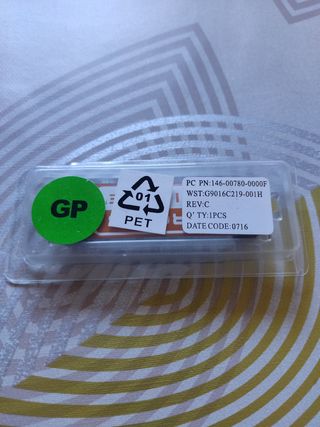 GP
01
PET
PC PN:146-00780-0000F
WST:G9016C219-001H
REV:C
Q' TY:1PCS
DATE CODE:0716